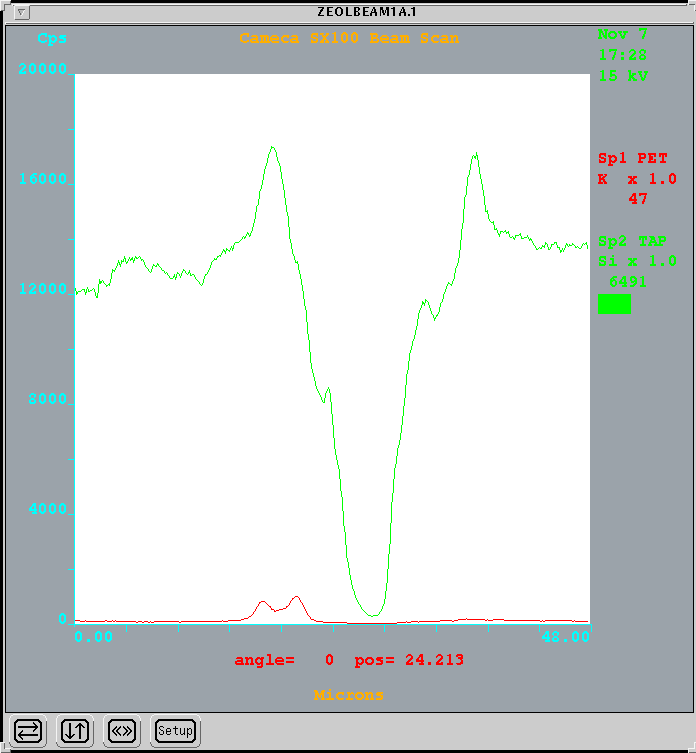 ZEOLBEAM1A.1
Cps
Cameca SX100 Beam Scan
Nov 7
17:28
15 kv
20000
16000
12000
8000
4000
0
Sp1 PET
K x 1.0
47
Sp2 TAP
Si x 1.0
6491
0.00
43.00
angle= 0 pos= 24.213
Microns
Setup